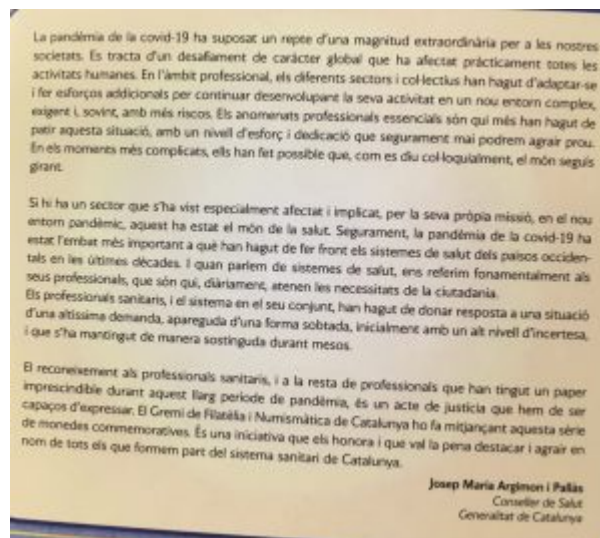 La pandèmia de la covid-19 ha suposat un repte d'una magnitud extraordinària per a les nostres
societats. Es tracta d'un desafiament de caràcter global que ha afectat pràcticament totes les
activitats humanes. En l'àmbit professional, els diferents sectors i col·lectius han hagut d'adaptar-se
i fer esforços addicionals per continuar desenvolupant la seva activitat en un nou entorn complex,
exigent i, sovint, amb més riscos. Els anomenats professionals essencials són qui més han hagut de
patir aquesta situació, amb un nivell d'esforç i dedicació que segurament mai podrem agrair prou.
En els moments més complicats, ells han fet possible que, com es diu col·loquialment, el món seguís
girant.
Si hi ha un sector que s'ha vist especialment afectat i implicat, per la seva pròpia missió, en el nou
entorn pandèmic, aquest ha estat el món de la salut. Segurament, la pandèmia de la covid-19 ha
estat l'embat més important a què han hagut de fer front els sistemes de salut dels països occiden-
tals en les últimes dècades. I quan parlem de sistemes de salut, ens referim fonamentalment als
seus professionals, que són qui, diàriament, atenen les necessitats de la ciutadania.
Els professionals sanitaris, i el sistema en el seu conjunt, han hagut de donar resposta a una situació
d'una altíssima demanda, apareguda d'una forma sobtada, inicialment amb un alt nivell d'incertesa,
i que s'ha mantingut de manera sostinguda durant mesos.
El reconeixement als professionals sanitaris, i a la resta de professionals que han tingut un paper
imprescindible durant aquest llarg període de pandèmia, és un acte de justícia que hem de ser
capaços d'expressar. El Gremi de Filatèlia i Numismàtica de Catalunya ho fa mitjançant aquesta sèrie
de monedes commemoratives. És una iniciativa que els honora i que val la pena destacar i agrair en
nom de tots els que formem part del sistema sanitari de Catalunya.
Josep Maria Argimon i Pallàs
Conseller de Salut
Generalitat de Catalunya